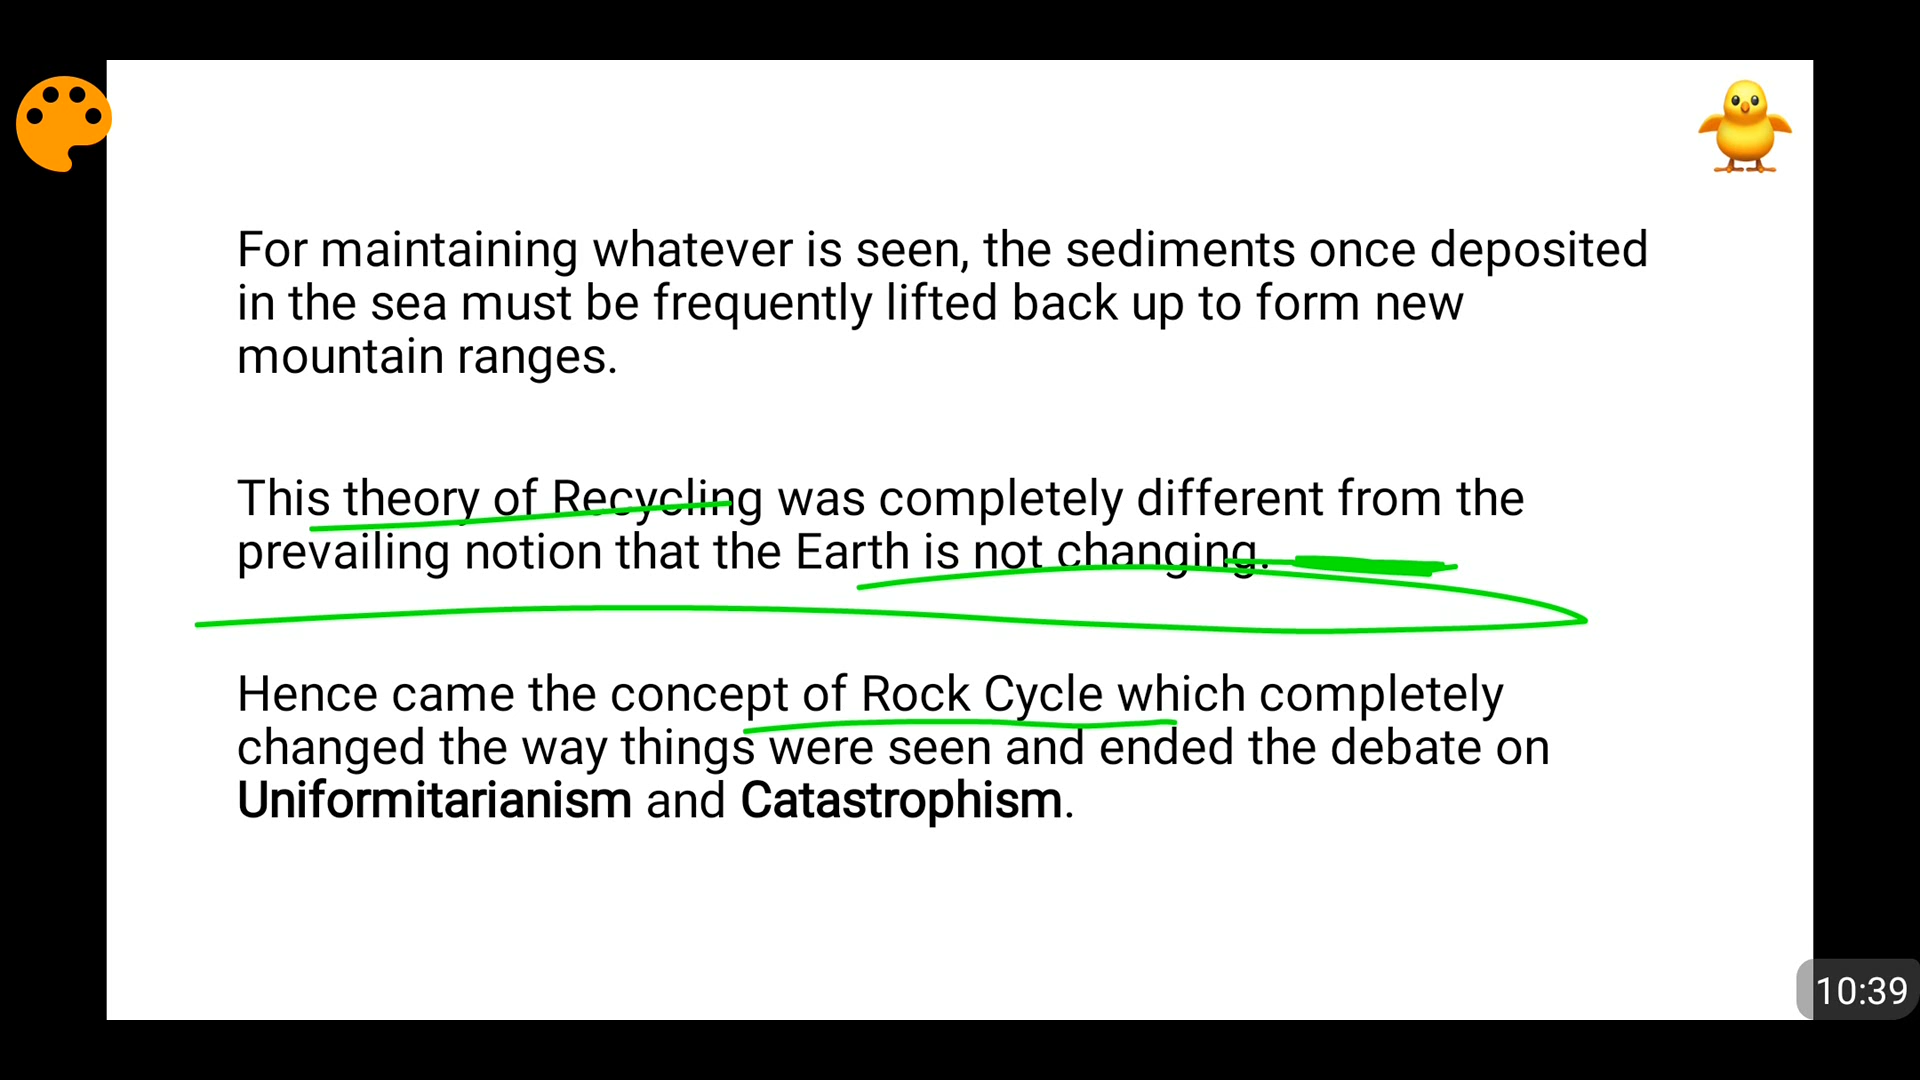 For maintaining whatever is seen, the sediments once deposited
in the sea must be frequently lifted back up to form new
mountain ranges.
This theory of Recycling was completely different from the
prevailing notion that the Earth is not changing.
Hence came the concept of Rock Cycle which completely
changed the way things were seen and ended the debate on
Uniformitarianism and Catastrophism.
10:39